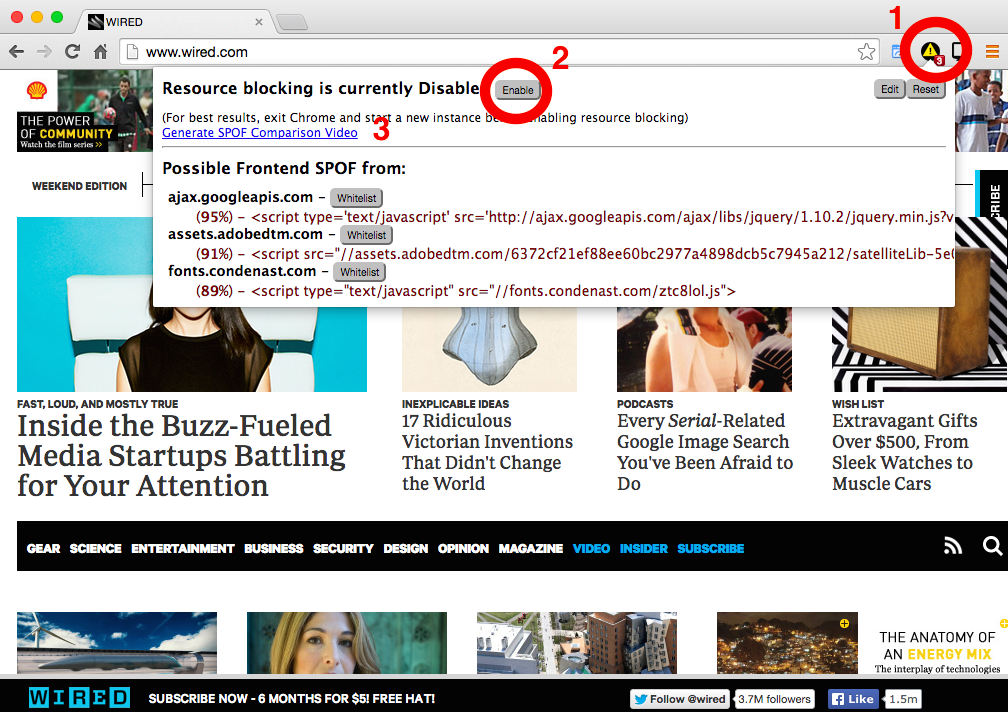 WIRED
1
www.wired.com
3
2
Resource blocking is currently Disable
Enable
Edit
Reset
(For best results, exit Chrome and start a new instance be enabling resource blocking)
Generate SPOF Comparison Video
3
THE POWER
OF COMMUNITY
Watch the film series >>
Possible Frontend SPOF from:
WEEKEND EDITION
ajax.googleapis.com – Whitelist
(95%) – <script type='text/javascript' src='http://ajax.googleapis.com/ajax/libs/jquery/1.10.2/jquery.min.js?v
assets.adobedtm.com – Whitelist
(91%) – <script src="//assets.adobedtm.com/6372cf21ef88ee60bc2977a4898dcb5c7945a212/satelliteLib-5e
fonts.condenast.com – Whitelist
(89%) – <script type="text/javascript" src="//fonts.condenast.com/ztc8lol.js">
FAST, LOUD, AND MOSTLY TRUE
Inside the Buzz-Fueled
Media Startups Battling
for Your Attention
INEXPLICABLE IDEAS
17 Ridiculous
Victorian Inventions
That Didn't Change
the World
PODCASTS
Every Serial-Related
Google Image Search
You've Been Afraid to
Do
WISH LIST
Extravagant Gifts
Over $500, From
Sleek Watches to
Muscle Cars
GEAR SCIENCE ENTERTAINMENT BUSINESS SECURITY DESIGN OPINION MAGAZINE VIDEO INSIDER SUBSCRIBE
THE ANATOMY OF
AN ENERGY MIX
The interplay of technologies
WIRED SUBSCRIBE NOW - 6 MONTHS FOR $5! FREE HAT!
Follow @wired
3.7M followers
Like
1.5m